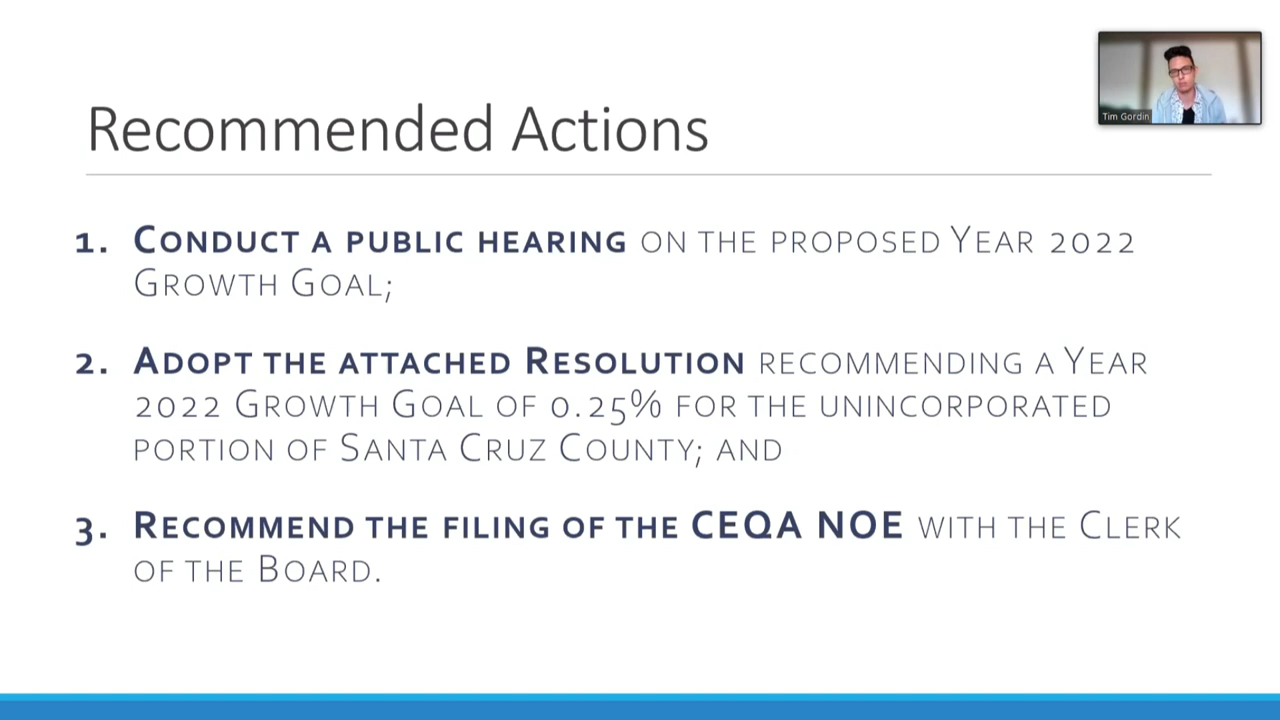 Tim Gordin
Recommended Actions
1. Conduct a public hearing on the proposed Year 2022
Growth Goal;
2. Adopt the attached Resolution recommending a Year
2022 Growth Goal of 0.25% for the unincorporated
portion of Santa Cruz County; and
3. Recommend the filing of the CEQA NOE with the Clerk
of the Board.